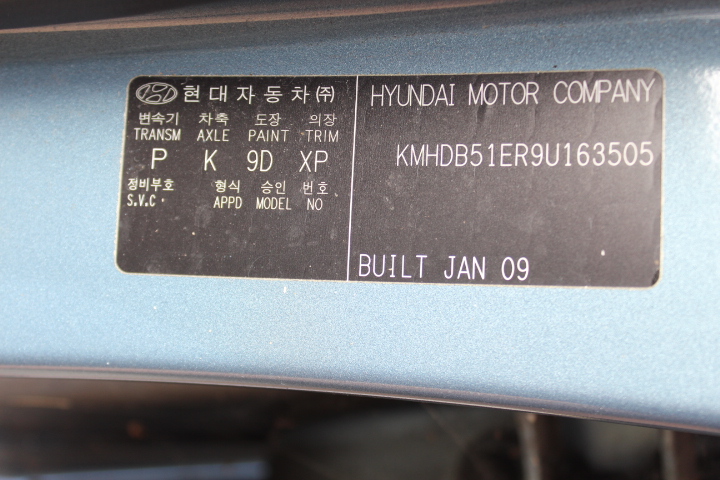 현대자동차㈜
변속기 차축 도장 의장
TRANSM AXLE PAINT TRIM
P K 9D XP
정비부호 형식 승인 번호
S.V.C APPD MODEL NO
HYUNDAI MOTOR COMPANY
KMHDB51ER9U163505
BUILT JAN 09